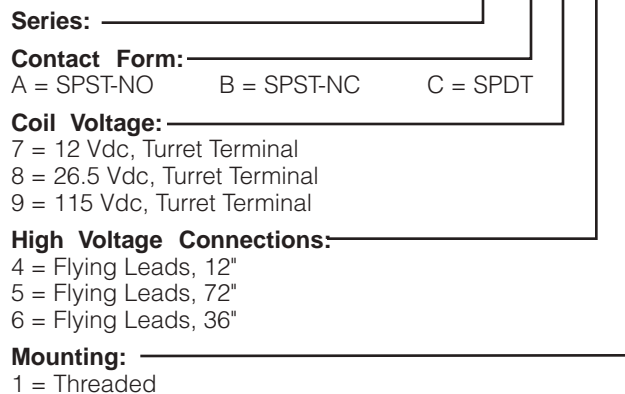 Series:
Contact Form:
A = SPST-NO B = SPST-NC C = SPDT
Coil Voltage:
7 = 12 Vdc, Turret Terminal
8 = 26.5 Vdc, Turret Terminal
9 = 115 Vdc, Turret Terminal
High Voltage Connections:
4 = Flying Leads, 12"
5 = Flying Leads, 72"
6 = Flying Leads, 36"
Mounting:
1 = Threaded